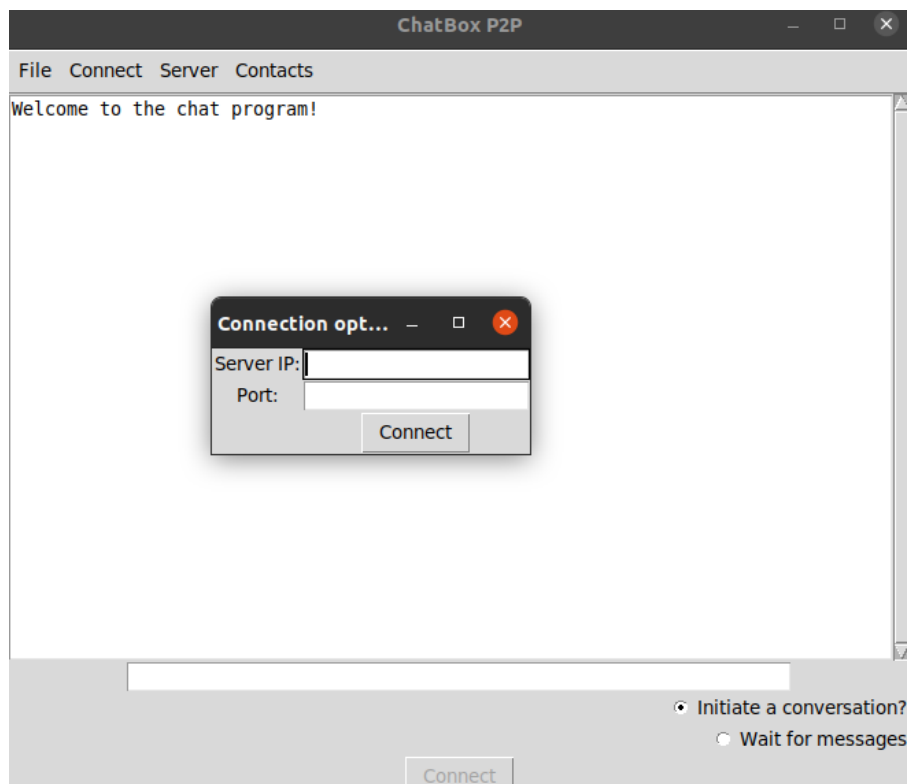 ChatBox P2P
File Connect Server Contacts
Welcome to the chat program!
Connection opt...
Server IP:
Port:
Connect
Initiate a conversation?
Wait for messages
Connect